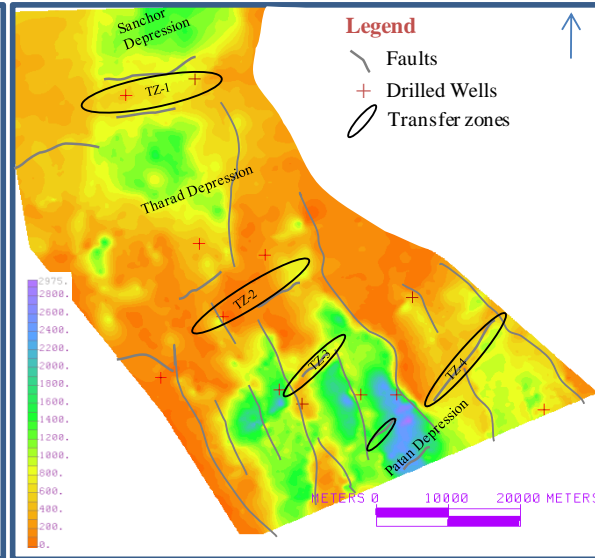 Sanchor
Depression
Legend
Faults
Drilled Wells
Transfer zones
TZ-1
Tharad Depression
TZ-2
TZ-3
TZ-4
Patan Depression
2975.
2800.
2600.
2400.
2200.
2000.
1800.
1600.
1400.
1200.
1000.
800.
600.
400.
200.
0.
METERS 0 10000 20000 METERS